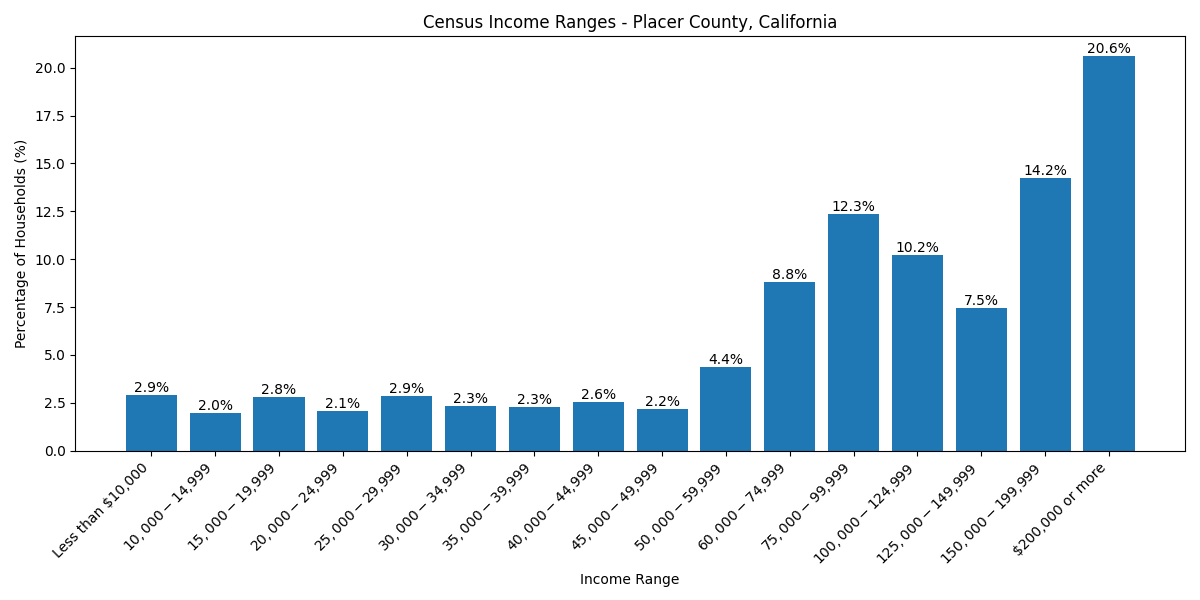 Census Income Ranges - Placer County, California
Percentage of Households (%)
20.0
17.5
15.0
12.5
10.0
7.5
5.0
2.5
0.0
2.9%
2.0%
2.8%
2.1%
2.9%
2.3%
2.3%
2.6%
2.2%
4.4%
8.8%
12.3%
10.2%
7.5%
14.2%
20.6%
Less than $10,000
10,000 − 14,999
15,000 − 19,999
20,000 − 24,999
25,000 − 29,999
30,000 − 34,999
35,000 − 39,999
40,000 − 44,999
45,000 − 49,999
50,000 − 59,999
60,000 − 74,999
75,000 − 99,999
100,000 − 124,999
125,000 − 149,999
150,000 − 199,999
$200,000 or more
Income Range